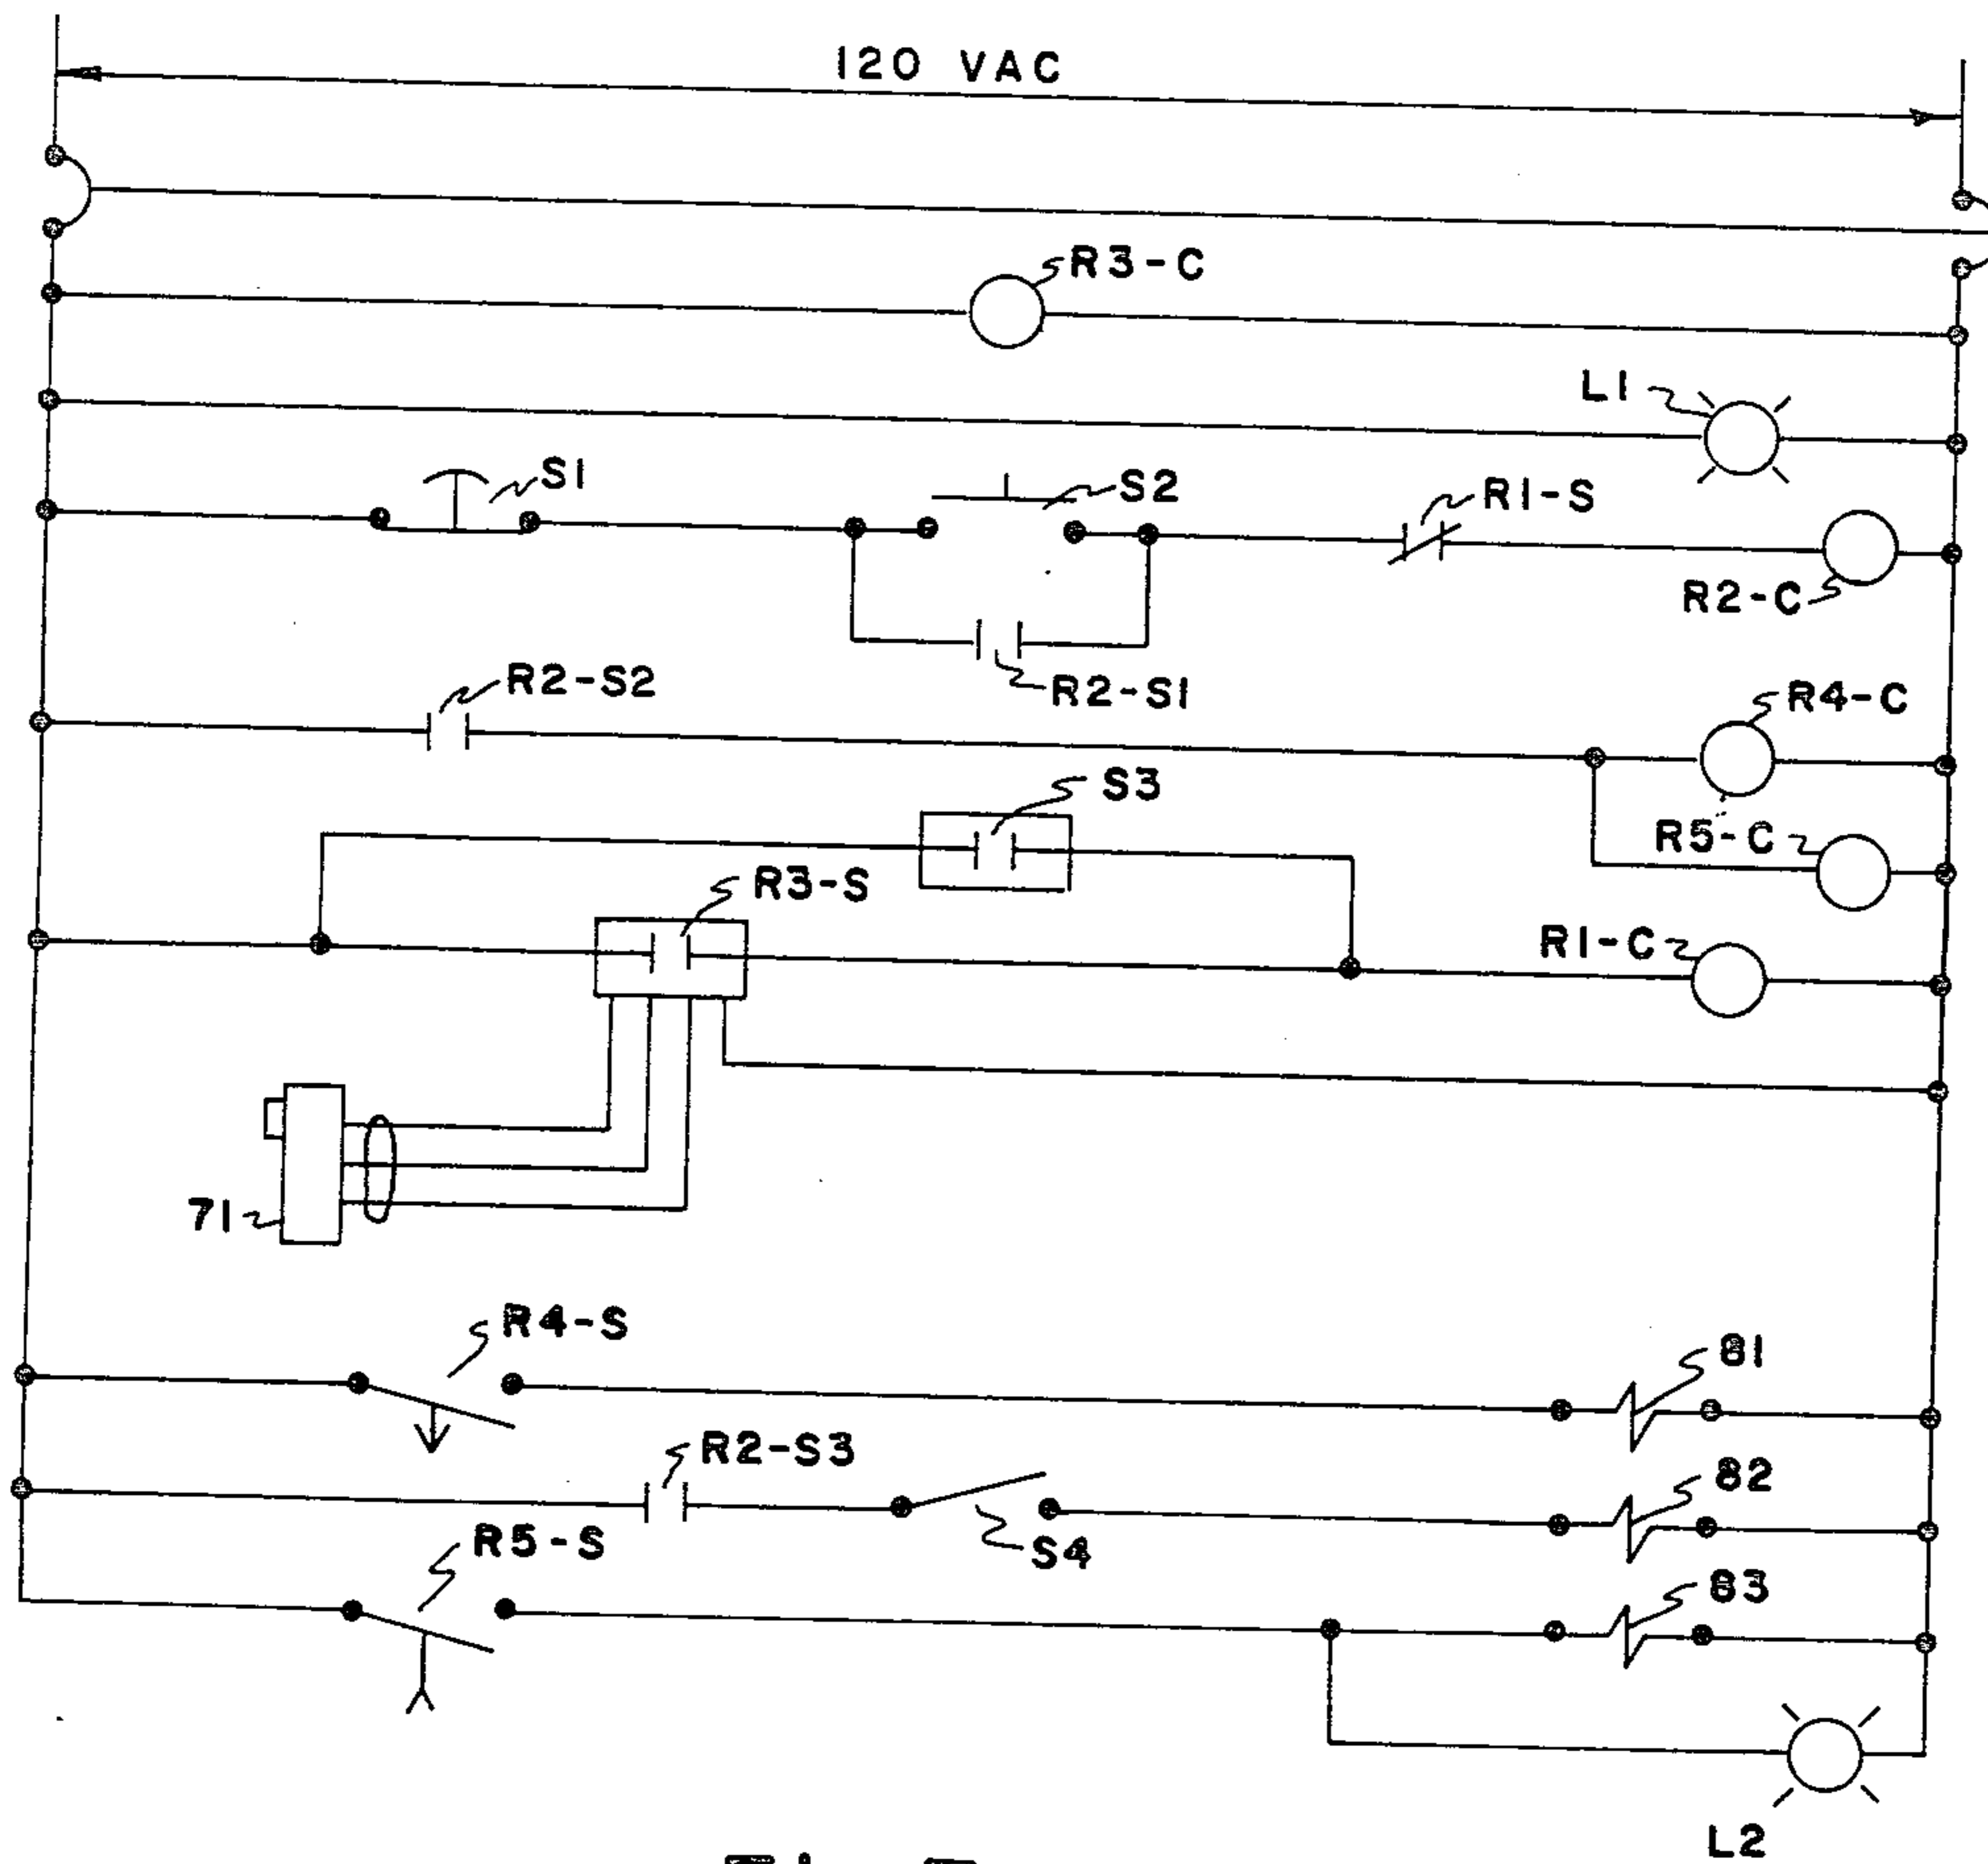 120 VAC
R3-C
L1
S1
S2
R1-S
R2-C
R2-S2
R2-S1
R4-C
S3
R5-C
R3-S
R1-C
71
R4-S
81
R2-S3
82
R5-S
S4
83
L2